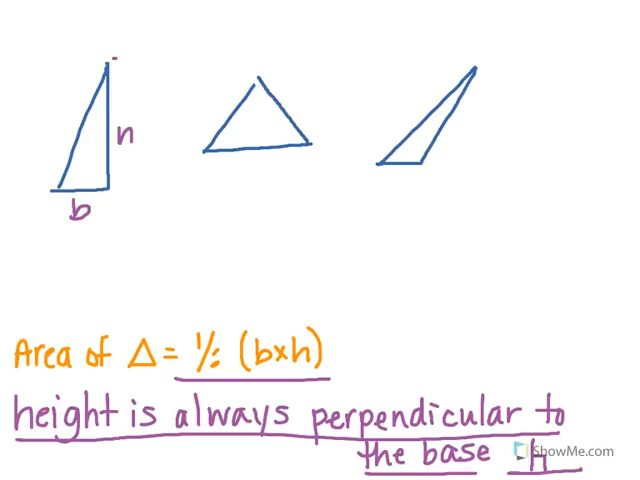 n
b
Area of Δ = 1/2 (b×h)
height is always perpendicular to
the base h
ShowMe.com